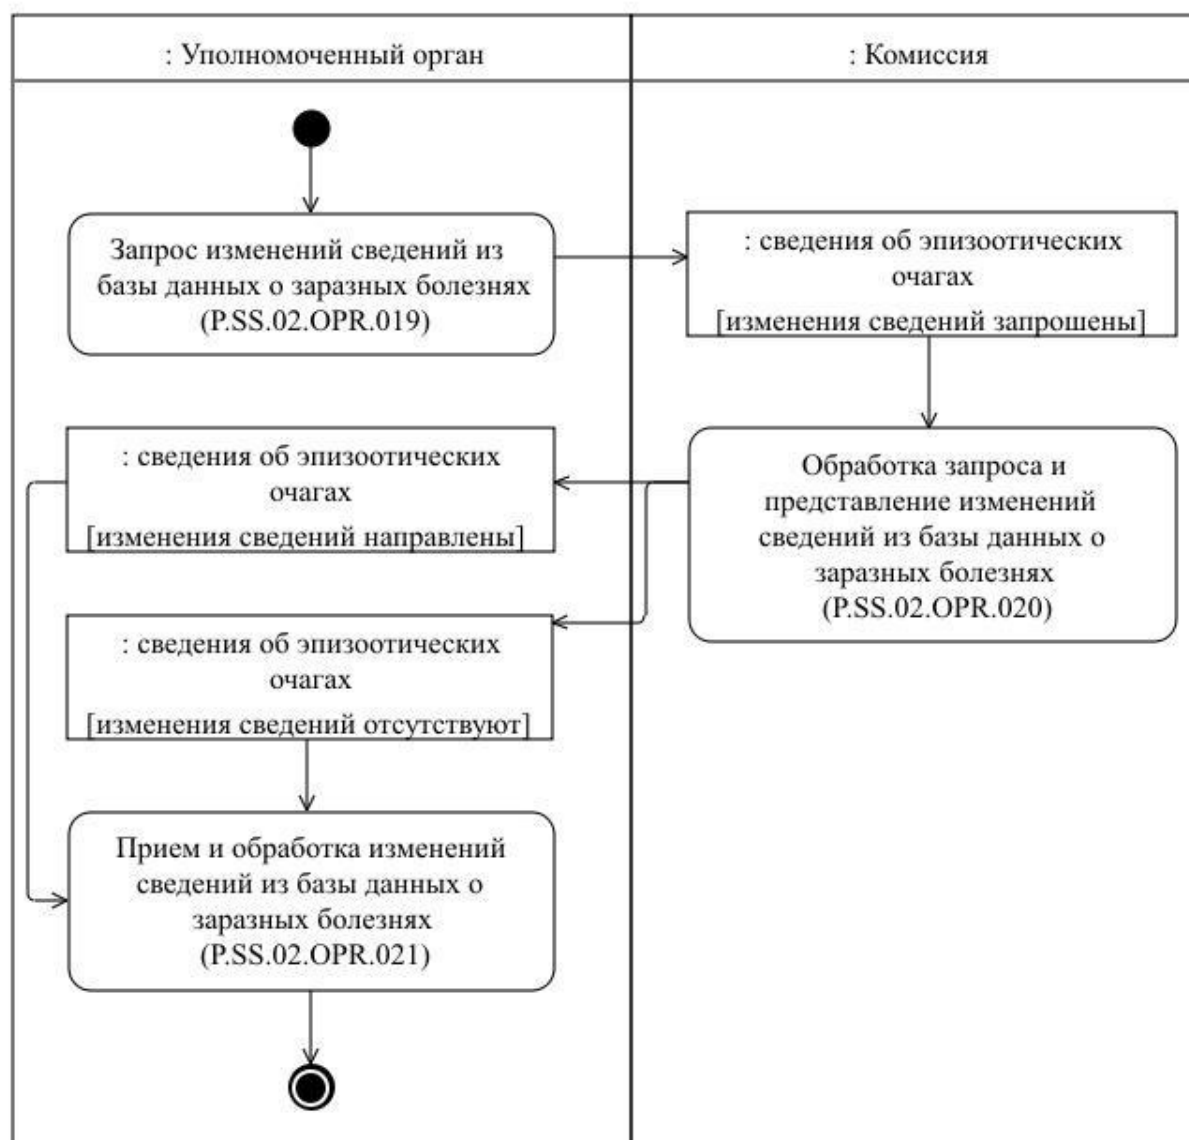 : Уполномоченный орган
: Комиссия
Запрос изменений сведений из
базы данных о заразных болезнях
(P.SS.02.OPR.019)
: сведения об эпизоотических
очагах
[изменения сведений запрошены]
: сведения об эпизоотических
очагах
[изменения сведений направлены]
Обработка запроса и
представление изменений
сведений из базы данных о
заразных болезнях
(P.SS.02.OPR.020)
: сведения об эпизоотических
очагах
[изменения сведений отсутствуют]
Прием и обработка изменений
сведений из базы данных о
заразных болезнях
(P.SS.02.OPR.021)